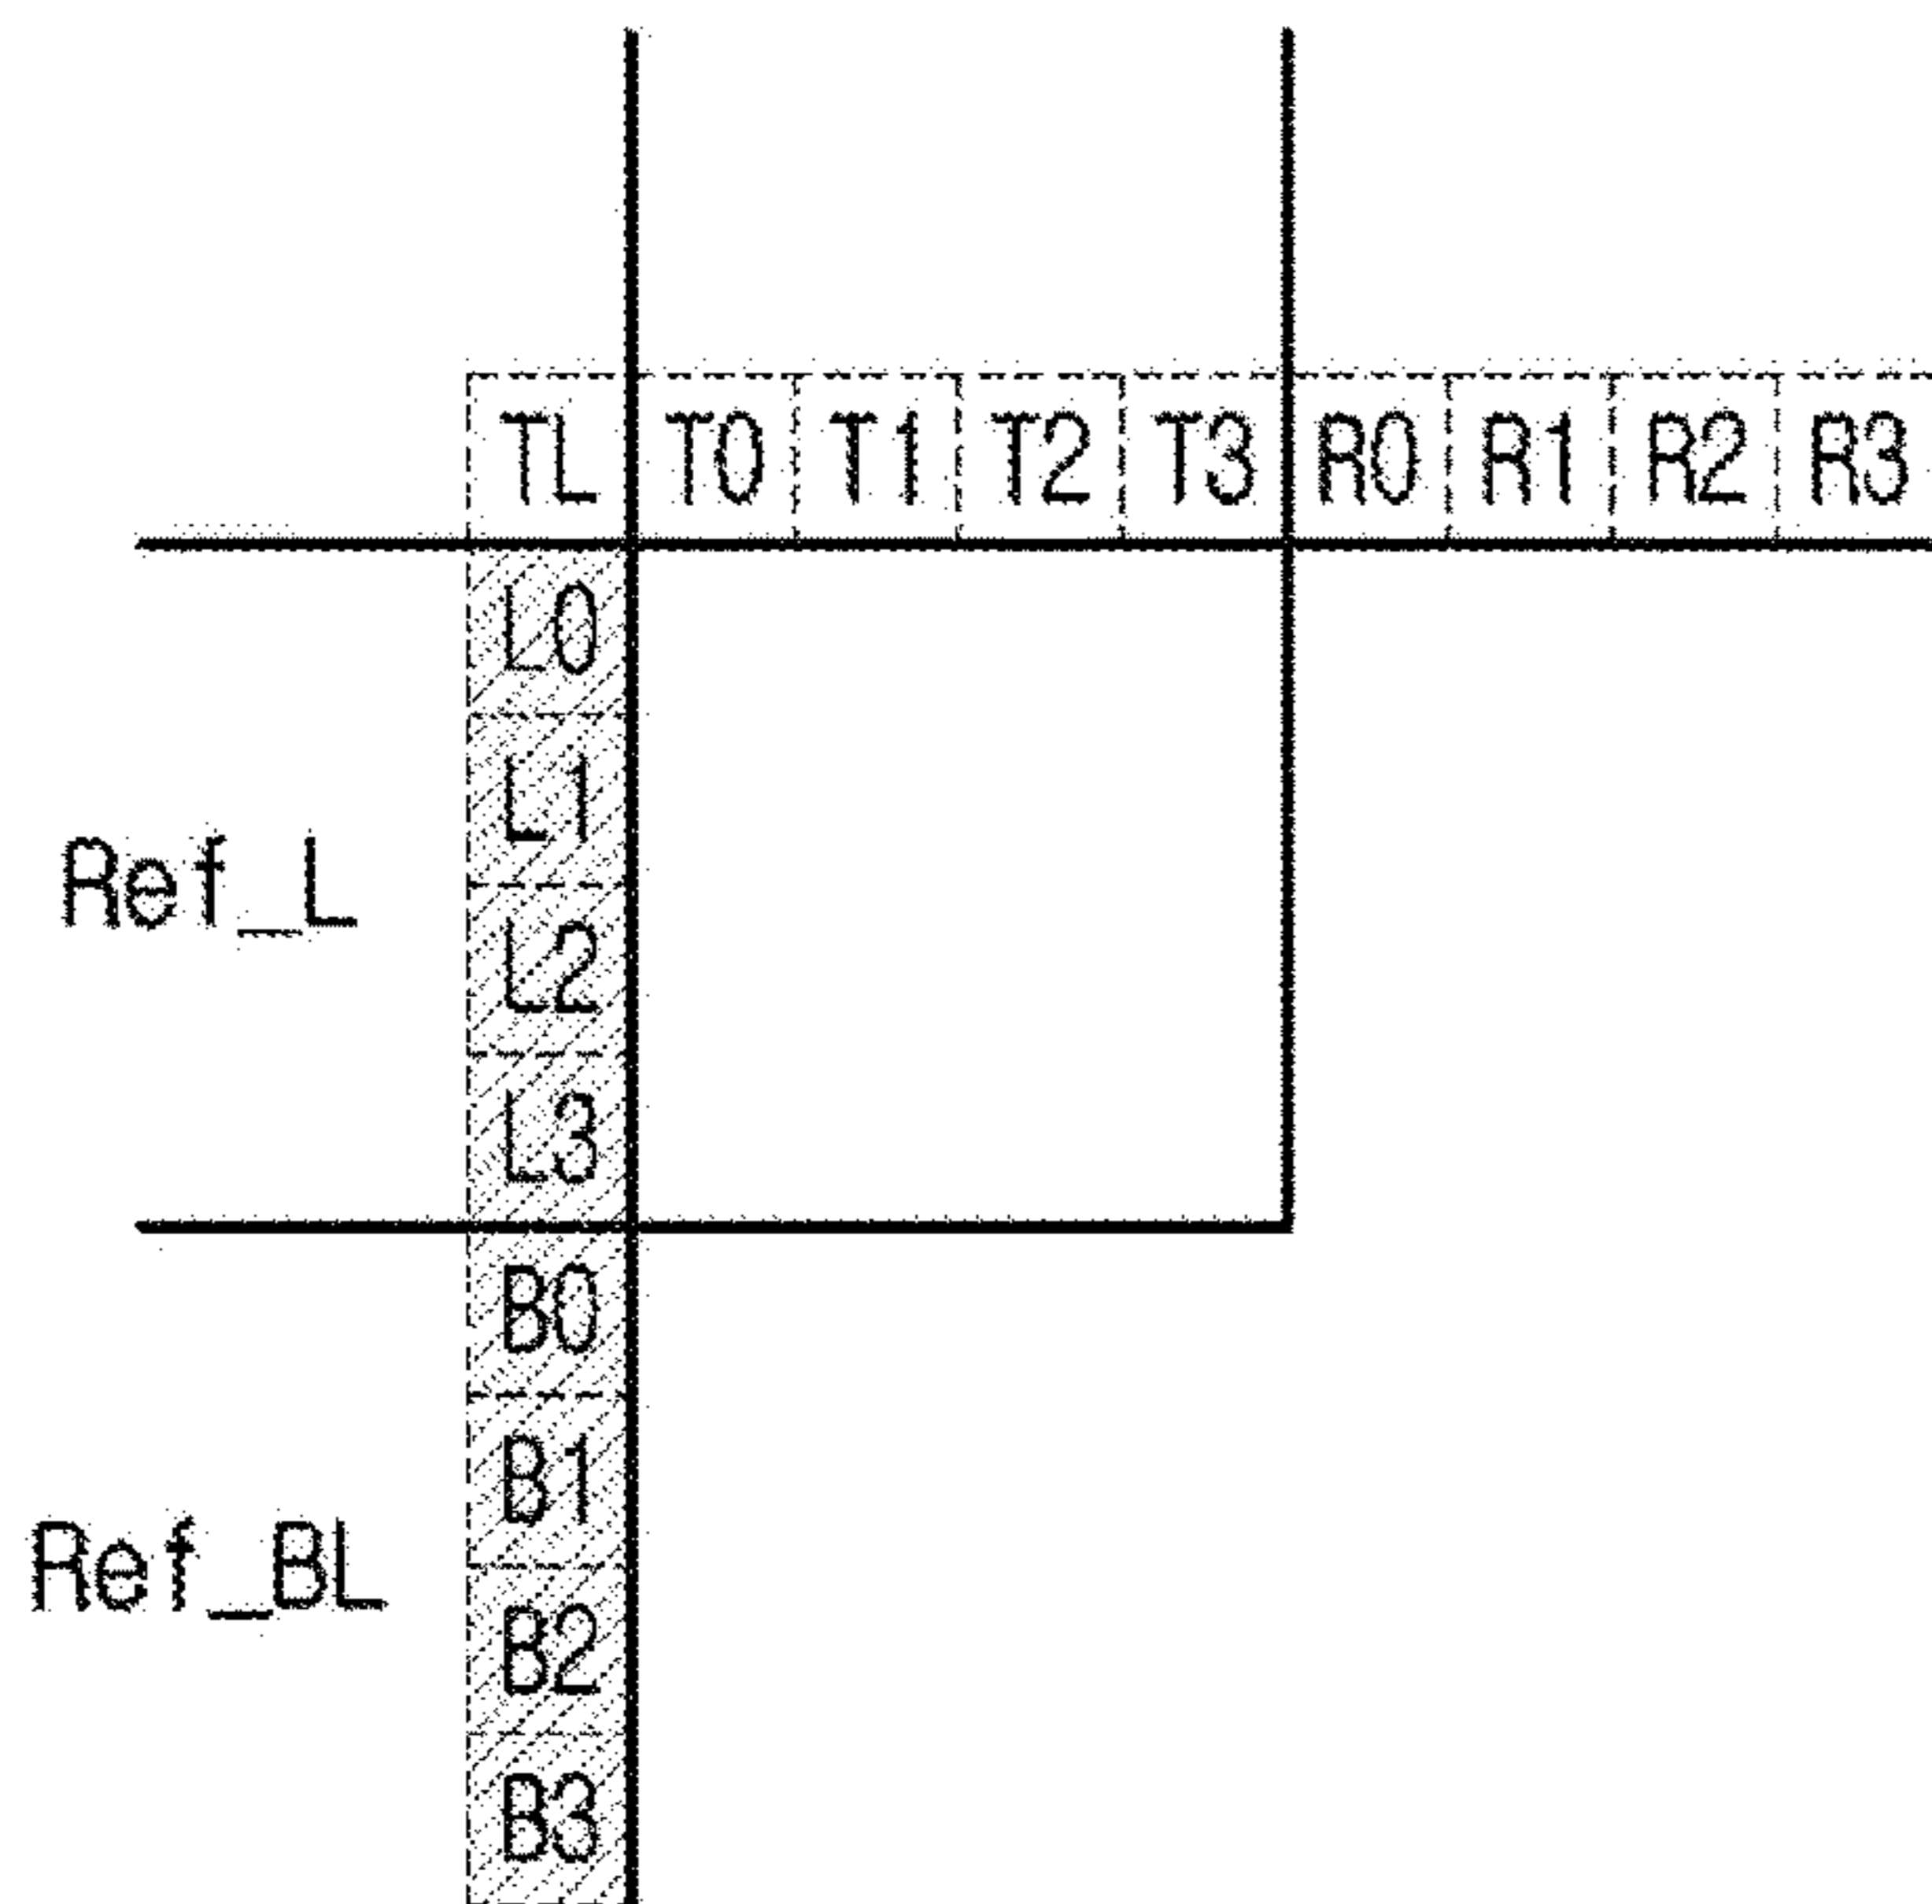 TL T0 T1 T2 T3 R0 R1 R2 R3
L0
L1
Ref_L
L2
L3
B0
B1
Ref_BL
B2
B3